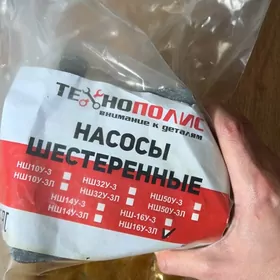 ТЕХНОПОЛИС
внимание к деталям
НАСОСЫ
ШЕСТЕРЕННЫЕ
НШ10У-3 НШ32У-3 НШ50У-3
НШ10У-3Л НШ32У-3Л НШ50У-3Л
НШ14У-3 НШ-16У-3
НШ14У-3Л НШ16У-3Л